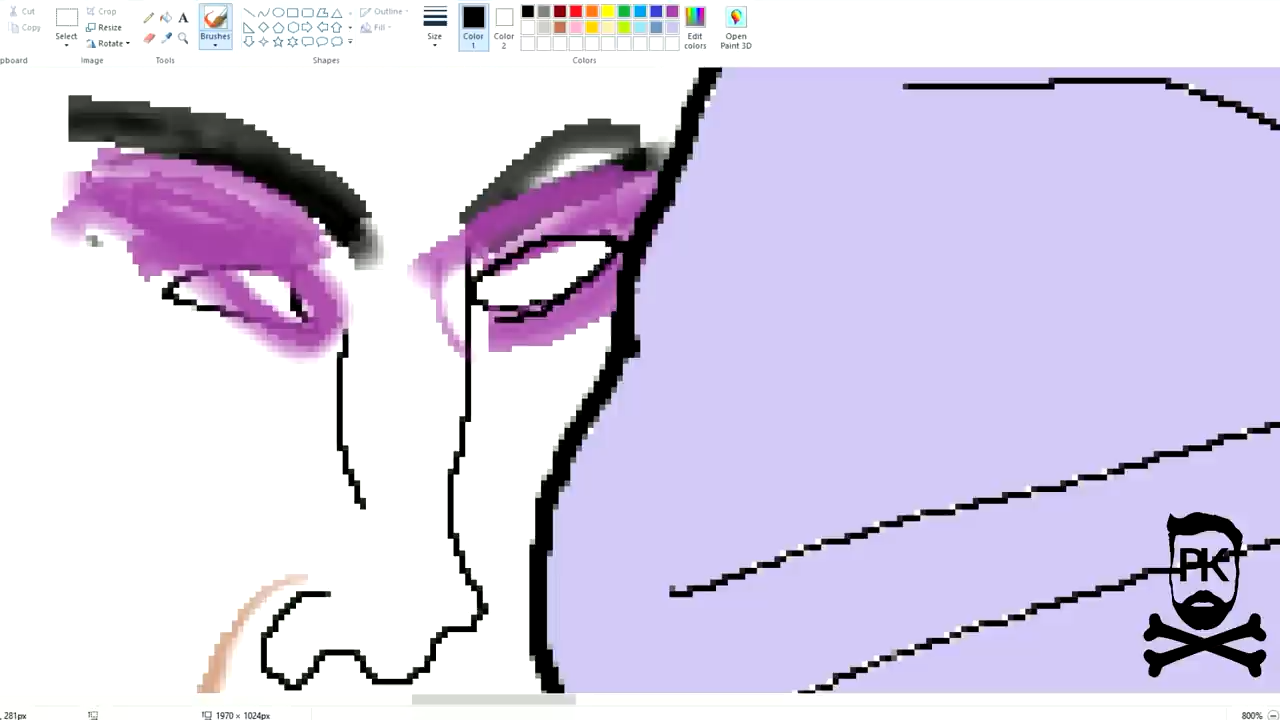 Cut
Copy
pboard
Select
Crop
Resize
Rotate
Image
A
Tools
Brushes
Outline
Fill
Shapes
Size
Color
1
Color
2
Edit
colors
Open
Paint 3D
Colors
PK
, 281px
1970 × 1024px
800%